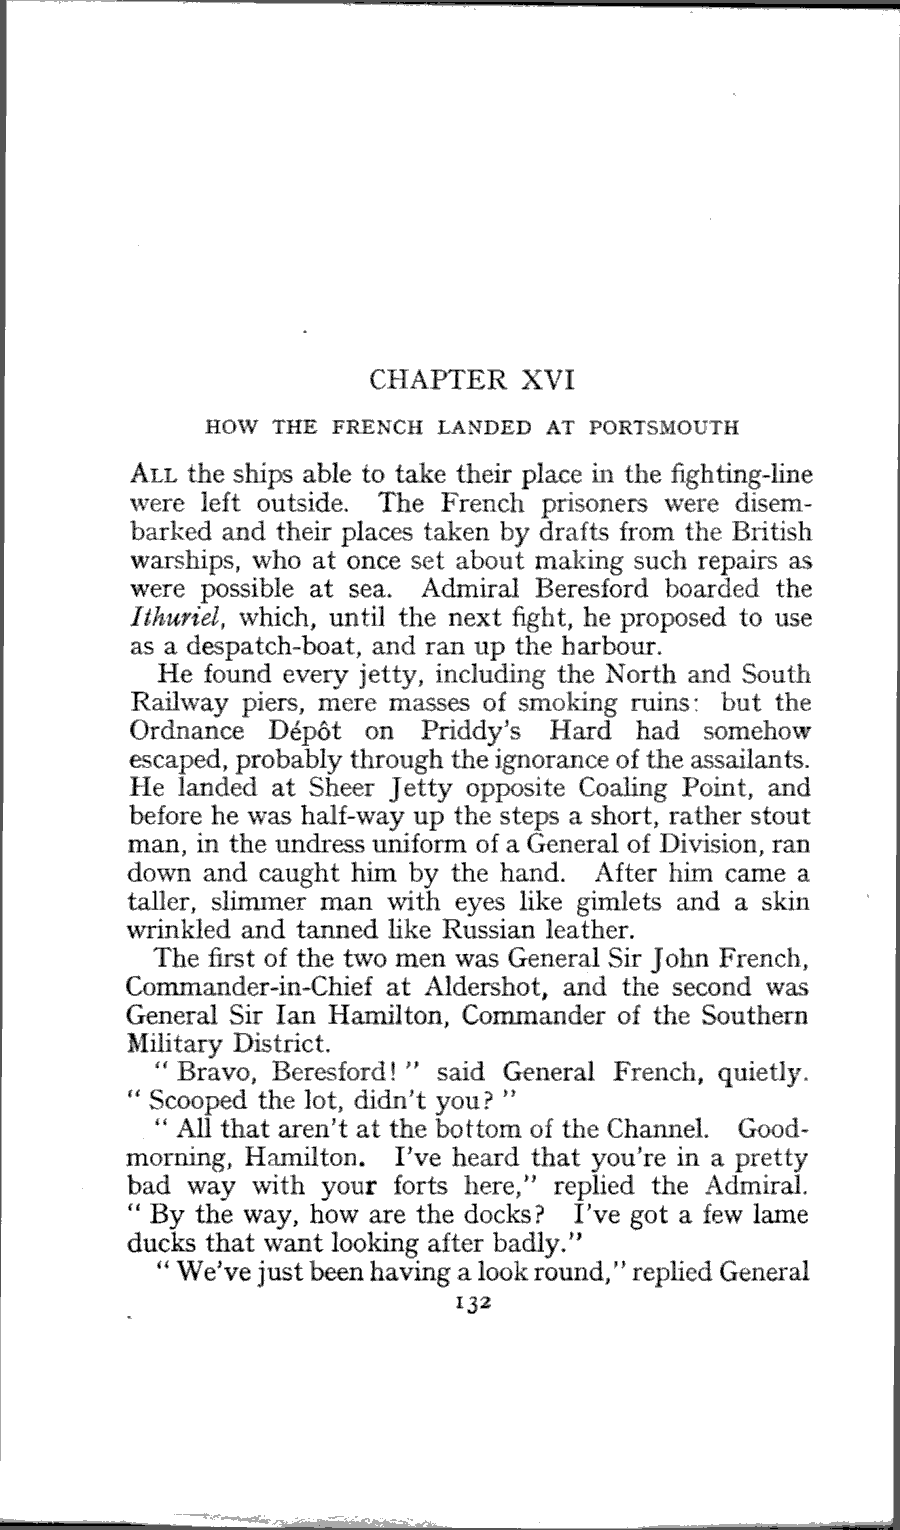 CHAPTER XVI
HOW THE FRENCH LANDED AT PORTSMOUTH
ALL the ships able to take their place in the fighting-line
were left outside. The French prisoners were disem-
barked and their places taken by drafts from the British
warships, who at once set about making such repairs as
were possible at sea. Admiral Beresford boarded the
Ithuriel, which, until the next fight, he proposed to use
as a despatch-boat, and ran up the harbour.
He found every jetty, including the North and South
Railway piers, mere masses of smoking ruins: but the
Ordnance Dépôt on Priddy's Hard had somehow
escaped, probably through the ignorance of the assailants.
He landed at Sheer Jetty opposite Coaling Point, and
before he was half-way up the steps a short, rather stout
man, in the undress uniform of a General of Division, ran
down and caught him by the hand. After him came a
taller, slimmer man with eyes like gimlets and a skin
wrinkled and tanned like Russian leather.
The first of the two men was General Sir John French,
Commander-in-Chief at Aldershot, and the second was
General Sir Ian Hamilton, Commander of the Southern
Military District.
" Bravo, Beresford! " said General French, quietly.
" Scooped the lot, didn't you? "
" All that aren't at the bottom of the Channel. Good-
morning, Hamilton. I've heard that you're in a pretty
bad way with your forts here," replied the Admiral.
" By the way, how are the docks? I've got a few lame
ducks that want looking after badly."
" We've just been having a look round," replied General
132